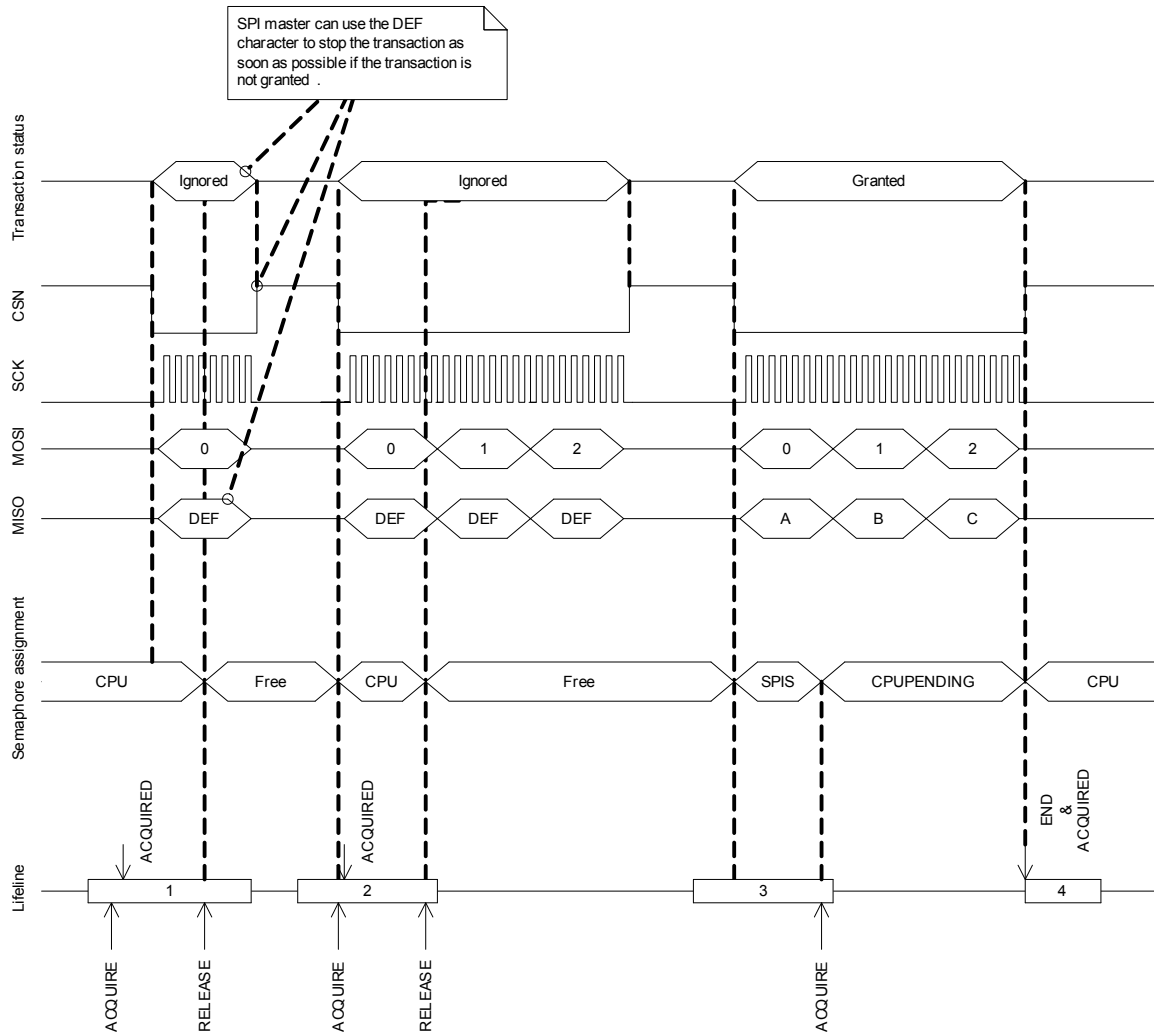 SPI master can use the DEF
character to stop the transaction as
soon as possible if the transaction is
not granted .
Transaction status
Ignored
Ignored
Granted
CSN
SCK
MOSI
0
0
1
2
0
1
2
MISO
DEF
DEF
DEF
DEF
A
B
C
Semaphore assignment
CPU
Free
CPU
Free
SPIS
CPUPENDING
CPU
ACQUIRED
ACQUIRED
END
&
ACQUIRED
Lifeline
1
2
3
4
ACQUIRE
RELEASE
ACQUIRE
RELEASE
ACQUIRE